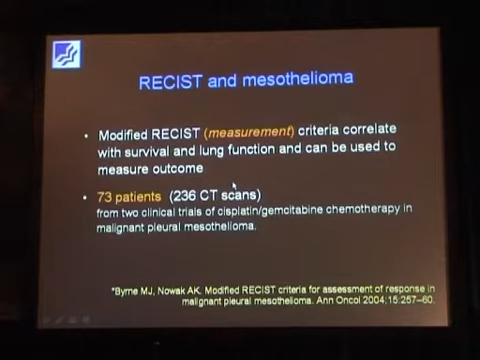 RECIST and mesothelioma
• Modified RECIST (measurement) criteria correlate
with survival and lung function and can be used to
measure outcome
• 73 patients (236 CT scans)
from two clinical trials of cisplatin/gemcitabine chemotherapy in
malignant pleural mesothelioma.
*Byrne MJ, Nowak AK. Modified RECIST criteria for assessment of response in
malignant pleural mesothelioma. Ann Oncol 2004;15:257–60.